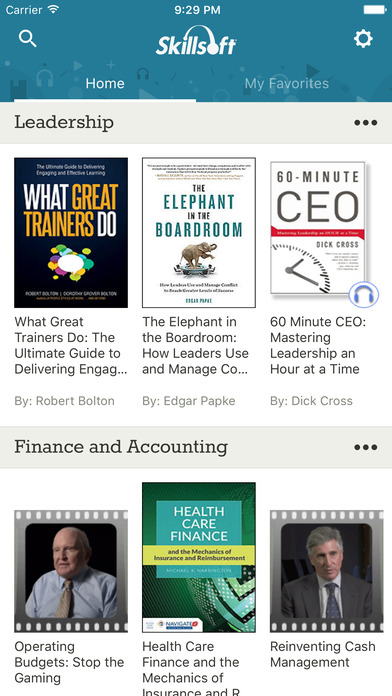 Carrier 9:29 PM
Skillsoft
Home My Favorites
Leadership
The Ultimate Guide to Delivering
Engaging and Effective Learning
WHAT GREAT
TRAINERS DO
ROBERT BOLTON / DOROTHY GROVER BOLTON
THE
ELEPHANT
IN THE
BOARDROOM
How Leaders Use and Manage Conflict
to Reach Greater Levels of Success
EDGAR PAPKE
60-MINUTE
CEO
Mastering Leadership an HOUR at a Time
DICK CROSS
What Great
Trainers Do: The
Ultimate Guide to
Delivering Engag...
By: Robert Bolton
The Elephant in
the Boardroom:
How Leaders Use
and Manage Co...
By: Edgar Papke
60 Minute CEO:
Mastering
Leadership an
Hour at a Time
By: Dick Cross
Finance and Accounting
HEALTH
CARE
FINANCE
and the Mechanics of
Insurance and Reimbursement
MICHAEL K. HARRINGTON
NAVIGATE
Operating
Budgets: Stop the
Gaming
Health Care
Finance and the
Mechanics of
Insurance and R
Reinventing Cash
Management